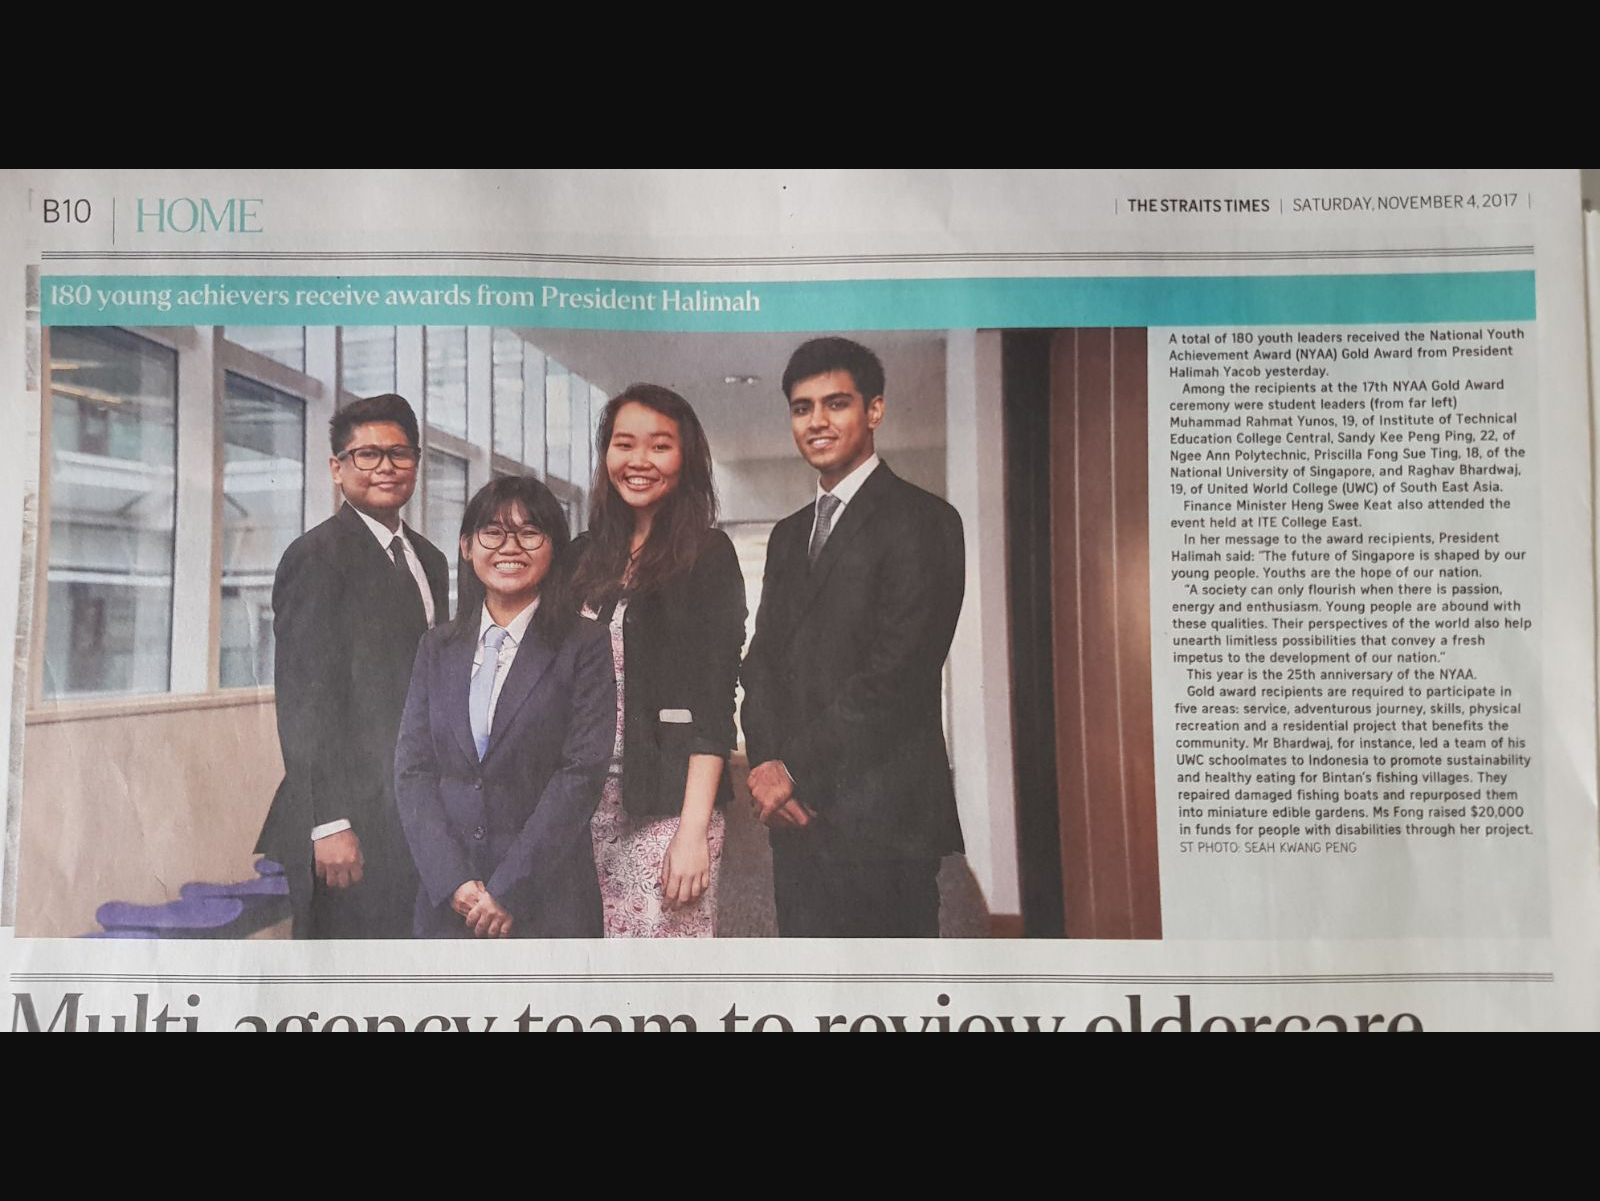 B10 | HOME
| THE STRAITS TIMES | SATURDAY, NOVEMBER 4, 2017 |
180 young achievers receive awards from President Halimah
A total of 180 youth leaders received the National Youth
Achievement Award (NYAA) Gold Award from President
Halimah Yacob yesterday.
Among the recipients at the 17th NYAA Gold Award
ceremony were student leaders (from far left)
Muhammad Rahmat Yunos, 19, of Institute of Technical
Education College Central, Sandy Kee Peng Ping, 22, of
Ngee Ann Polytechnic, Priscilla Fong Sue Ting, 18, of the
National University of Singapore, and Raghav Bhardwaj,
19, of United World College (UWC) of South East Asia.
Finance Minister Heng Swee Keat also attended the
event held at ITE College East.
In her message to the award recipients, President
Halimah said: "The future of Singapore is shaped by our
young people. Youths are the hope of our nation.
"A society can only flourish when there is passion,
energy and enthusiasm. Young people are abound with
these qualities. Their perspectives of the world also help
unearth limitless possibilities that convey a fresh
impetus to the development of our nation."
This year is the 25th anniversary of the NYAA.
Gold award recipients are required to participate in
five areas: service, adventurous journey, skills, physical
recreation and a residential project that benefits the
community. Mr Bhardwaj, for instance, led a team of his
UWC schoolmates to Indonesia to promote sustainability
and healthy eating for Bintan's fishing villages. They
repaired damaged fishing boats and repurposed them
into miniature edible gardens. Ms Fong raised $20,000
in funds for people with disabilities through her project.
ST PHOTO: SEAH KWANG PENG
Multi-agency team to review eldercare